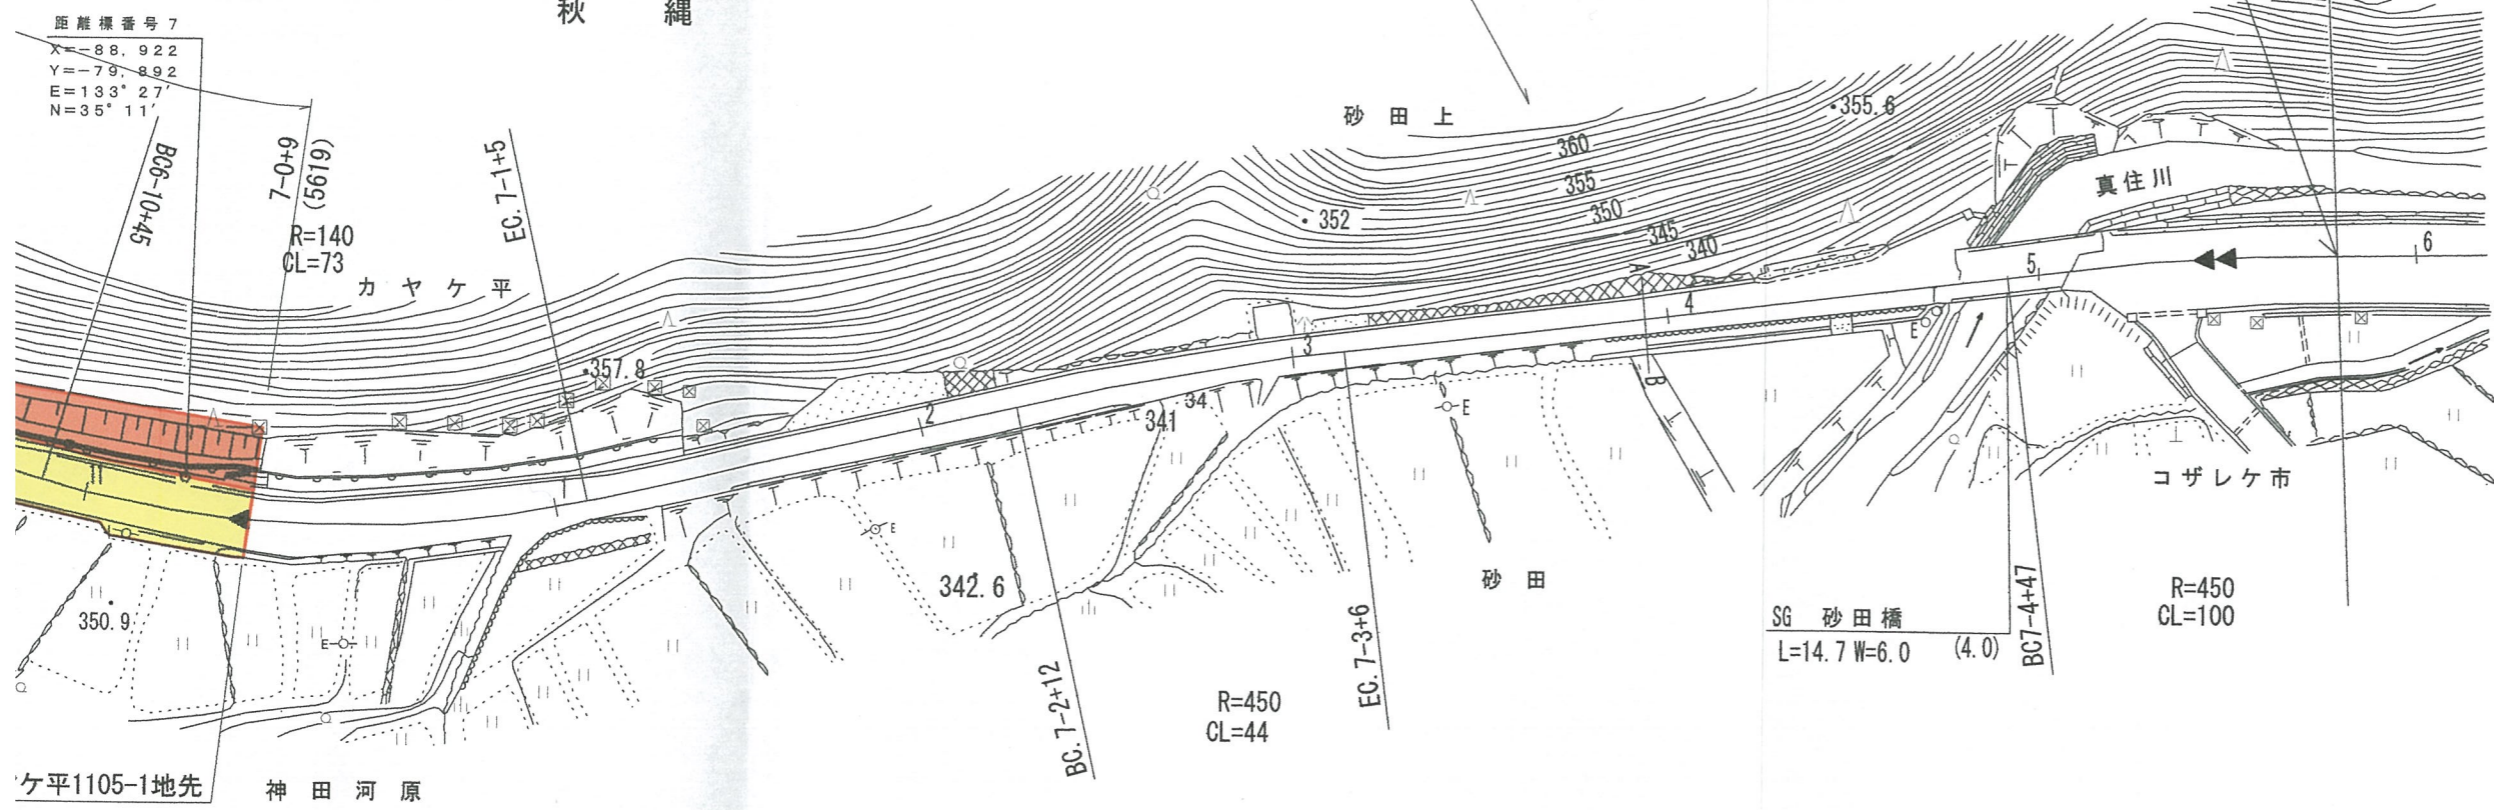 秋 縄
距離標番号 7
X=-88, 922
Y=-79, 892
E=133° 27′
N=35° 11′
BC6-10+45
7-0+9
(5619)
R=140
CL=73
EC. 7-1+5
カヤケ平
357.8
砂田上
360
355
352
350
345
340
355.6
真住川
A
B
11
1
2
3
4
5
6
34
341
342.6
350.9
E
E
E
E
砂田
コザレケ市
SG 砂田橋
L=14.7 W=6.0 (4.0)
BC7-4+47
R=450
CL=100
EC. 7-3+6
R=450
CL=44
BC. 7-2+12
ケ平1105-1地先
神田河原